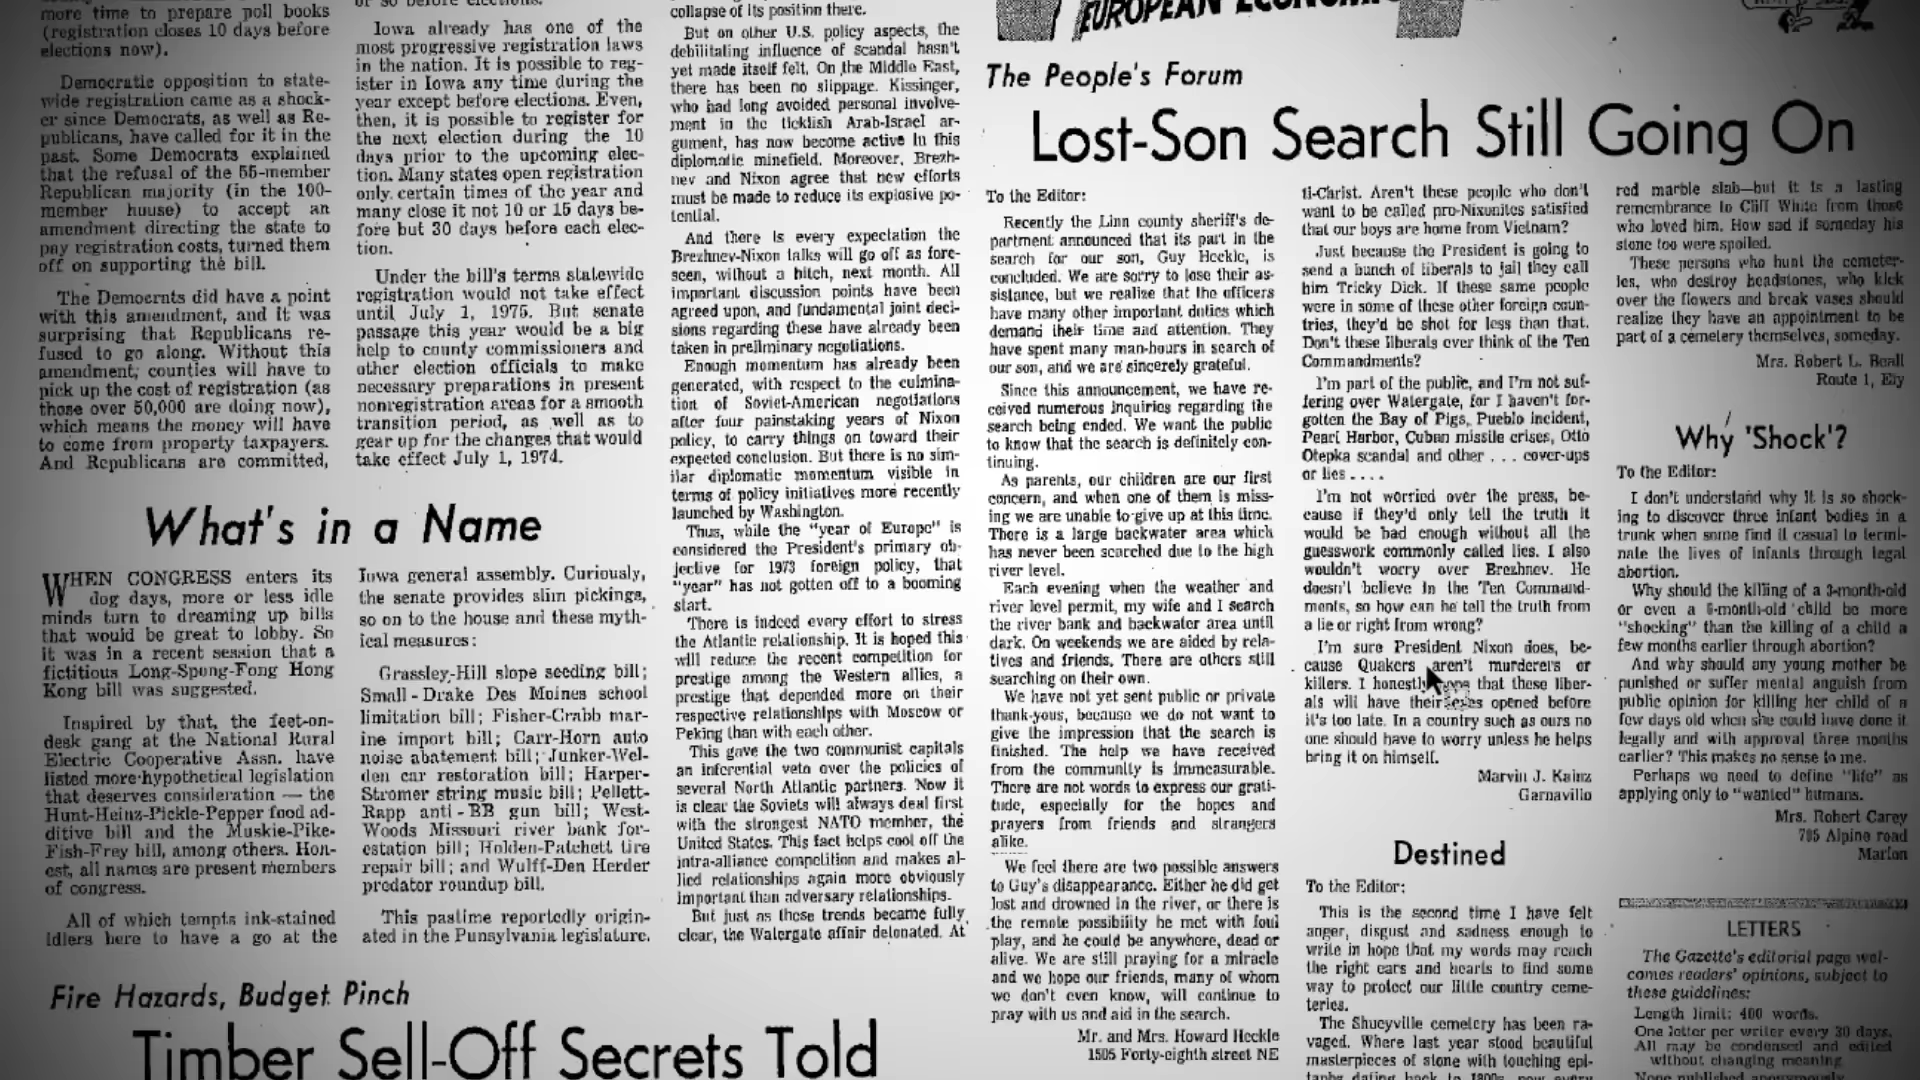 more time to prepare poll books
(registration closes 10 days before
elections now).
Democratic opposition to state-
wide registration came as a shock-
er since Democrats, as well as Re-
publicans, have called for it in the
past. Some Democrats explained
that the refusal of the 55-member
Republican majority (in the 100-
member house) to accept an
amendment directing the state to
pay registration costs, turned them
off on supporting the bill.
The Democrats did have a point
with this amendment, and it was
surprising that Republicans re-
fused to go along. Without this
amendment, counties will have to
pick up the cost of registration (as
those over 50,000 are doing now),
which means the money will have
to come from property taxpayers.
And Republicans are committed,
or so before elections.
Iowa already has one of the
most progressive registration laws
in the nation. It is possible to reg-
ister in Iowa any time during the
year except before elections. Even,
then, it is possible to register for
the next election during the 10
days prior to the upcoming elec-
tion. Many states open registration
only certain times of the year and
many close it not 10 or 15 days be-
fore but 30 days before each elec-
tion.
Under the bill's terms statewide
registration would not take effect
until July 1, 1975. But senate
passage this year would be a big
help to county commissioners and
other election officials to make
necessary preparations in present
nonregistration areas for a smooth
transition period, as well as to
gear up for the changes that would
take effect July 1, 1974.
What's in a Name
WHEN CONGRESS enters its
dog days, more or less idle
minds turn to dreaming up bills
that would be great to lobby. So
it was in a recent session that a
fictitious Long-Spong-Fong Hong
Kong bill was suggested.
Inspired by that, the feet-on-
desk gang at the National Rural
Electric Cooperative Assn. have
listed more hypothetical legislation
that deserves consideration — the
Hunt-Heinz-Pickle-Pepper food ad-
ditive bill and the Muskie-Pike-
Fish-Frey bill, among others. Hon-
est, all names are present members
of congress.
All of which tempts ink-stained
idlers here to have a go at the
Iowa general assembly. Curiously,
the senate provides slim pickings,
so on to the house and these myth-
ical measures:
Grassley-Hill slope seeding bill;
Small-Drake Des Moines school
limitation bill; Fisher-Crabb mar-
ine import bill; Carr-Horn auto
noise abatement bill; Junker-Wel-
den car restoration bill; Harper-
Stromer string music bill; Pellett-
Rapp anti-BB gun bill; West-
Woods Missouri river bank for-
estation bill; Holden-Patchett tire
repair bill; and Wulff-Den Herder
predator roundup bill.
This pastime reportedly origin-
ated in the Punsylvania legislature.
Fire Hazards, Budget Pinch
Timber Sell-Off Secrets Told
collapse of its position there.
But on other U.S. policy aspects, the
debilitating influence of scandal hasn't
yet made itself felt. On the Middle East,
there has been no slippage. Kissinger,
who had long avoided personal involve-
ment in the ticklish Arab-Israel ar-
gument, has now become active in this
diplomatic minefield. Moreover, Brezh-
nev and Nixon agree that new efforts
must be made to reduce its explosive po-
tential.
And there is every expectation the
Brezhnev-Nixon talks will go off as fore-
seen, without a hitch, next month. All
important discussion points have been
agreed upon, and fundamental joint deci-
sions regarding these have already been
taken in preliminary negotiations.
Enough momentum has already been
generated, with respect to the culmina-
tion of Soviet-American negotiations
after four painstaking years of Nixon
policy, to carry things on toward their
expected conclusion. But there is no sim-
ilar diplomatic momentum visible in
terms of policy initiatives more recently
launched by Washington.
Thus, while the "year of Europe" is
considered the President's primary ob-
jective for 1973 foreign policy, that
"year" has not gotten off to a booming
start.
There is indeed every effort to stress
the Atlantic relationship. It is hoped this
will reduce the recent competition for
prestige among the Western allies, a
prestige that depended more on their
respective relationships with Moscow or
Peking than with each other.
This gave the two communist capitals
an inferential veto over the policies of
several North Atlantic partners. Now it
is clear the Soviets will always deal first
with the strongest NATO member, the
United States. This fact helps cool off the
intra-alliance competition and makes al-
lied relationships again more obviously
important than adversary relationships.
But just as these trends became fully
clear, the Watergate affair detonated. At
EUROPEAN
The People's Forum
Lost-Son Search Still Going On
To the Editor:
Recently the Linn county sheriff's de-
partment announced that its part in the
search for our son, Guy Heckle, is
concluded. We are sorry to lose their as-
sistance, but we realize that the officers
have many other important duties which
demand their time and attention. They
have spent many man-hours in search of
our son, and we are sincerely grateful.
Since this announcement, we have re-
ceived numerous inquiries regarding the
search being ended. We want the public
to know that the search is definitely con-
tinuing.
As parents, our children are our first
concern, and when one of them is miss-
ing we are unable to give up at this time.
There is a large backwater area which
has never been searched due to the high
river level.
Each evening when the weather and
river level permit, my wife and I search
the river bank and backwater area until
dark. On weekends we are aided by rela-
tives and friends. There are others still
searching on their own.
We have not yet sent public or private
thank-yous, because we do not want to
give the impression that the search is
finished. The help we have received
from the community is immeasurable.
There are not words to express our grati-
tude, especially for the hopes and
prayers from friends and strangers
alike.
We feel there are two possible answers
to Guy's disappearance. Either he did get
lost and drowned in the river, or there is
the remote possibility he met with foul
play, and he could be anywhere, dead or
alive. We are still praying for a miracle
and we hope our friends, many of whom
we don't even know, will continue to
pray with us and aid in the search.
Mr. and Mrs. Howard Heckle
1505 Forty-eighth street NE
ti-Christ. Aren't these people who don't
want to be called pro-Nixonites satisfied
that our boys are home from Vietnam?
Just because the President is going to
send a bunch of liberals to jail they call
him Tricky Dick. If these same people
were in some of these other foreign coun-
tries, they'd be shot for less than that.
Don't these liberals ever think of the Ten
Commandments?
I'm part of the public, and I'm not suf-
fering over Watergate, for I haven't for-
gotten the Bay of Pigs, Pueblo incident,
Pearl Harbor, Cuban missile crises, Otto
Otepka scandal and other . . . cover-ups
or lies . . . .
I'm not worried over the press, be-
cause if they'd only tell the truth it
would be bad enough without all the
guesswork commonly called lies. I also
wouldn't worry over Brezhnev. He
doesn't believe in the Ten Command-
ments, so how can he tell the truth from
a lie or right from wrong?
I'm sure President Nixon does, be-
cause Quakers aren't murderers or
killers. I honestly that these liber-
als will have their eyes opened before
it's too late. In a country such as ours no
one should have to worry unless he helps
bring it on himself.
Marvin J. Kainz
Garnavillo
Destined
To the Editor:
This is the second time I have felt
anger, disgust and sadness enough to
write in hope that my words may reach
the right ears and hearts to find some
way to protect our little country ceme-
teries.
The Shueyville cemetery has been ra-
vaged. Where last year stood beautiful
masterpieces of stone with touching epi-
taphs dating back to 1800s, now every
red marble slab—but it is a lasting
remembrance to Cliff White from those
who loved him. How sad if someday his
stone too were spoiled.
These persons who hunt the cemeter-
ies, who destroy headstones, who kick
over the flowers and break vases should
realize they have an appointment to be
part of a cemetery themselves, someday.
Mrs. Robert L. Beall
Route 1, Ely
Why 'Shock'?
To the Editor:
I don't understand why it is so shock-
ing to discover three infant bodies in a
trunk when some find it casual to termi-
nate the lives of infants through legal
abortion.
Why should the killing of a 3-month-old
or even a 6-month-old child be more
"shocking" than the killing of a child a
few months earlier through abortion?
And why should any young mother be
punished or suffer mental anguish from
public opinion for killing her child of a
few days old when she could have done it
legally and with approval three months
earlier? This makes no sense to me.
Perhaps we need to define "life" as
applying only to "wanted" humans.
Mrs. Robert Carey
785 Alpine road
Marion
LETTERS
The Gazette's editorial page wel-
comes readers' opinions, subject to
these guidelines:
Length limit: 400 words.
One letter per writer every 30 days.
All may be condensed and edited
without changing meaning.
None published anonymously.